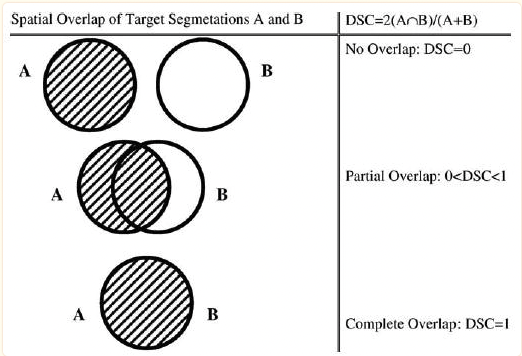 Spatial Overlap of Target Segmetations A and B
DSC=2(A∩B)/(A+B)
No Overlap: DSC=0
A
B
Partial Overlap: 0<DSC<1
A
B
A
B
Complete Overlap: DSC=1